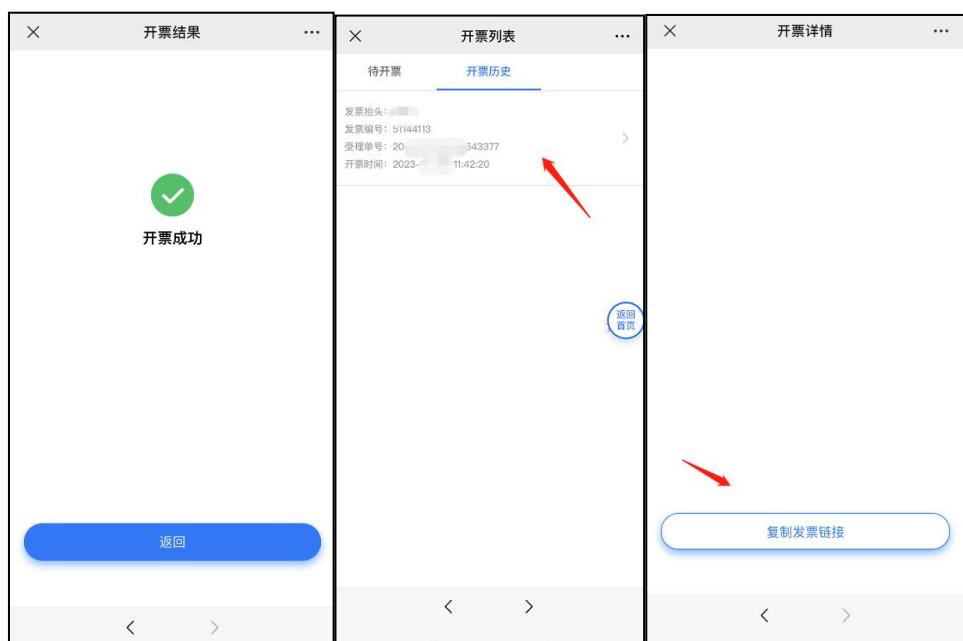 开票结果
开票成功
返回
开票列表
待开票
开票历史
发票抬头:
发票编号: 51144113
受理单号: 20 543377
开票时间: 2023- 11:42:20
返回
首页
开票详情
复制发票链接